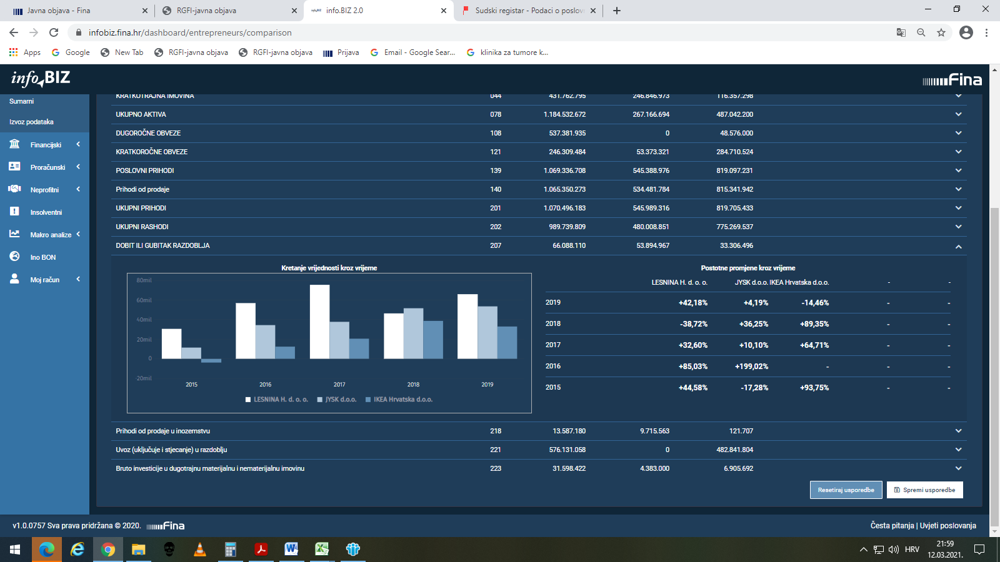 Javna objava - Fina
RGFI-javna objava
info.BIZ 2.0
Sudski registar - Podaci o poslov
infobiz.fina.hr/dashboard/entrepreneurs/comparison
Apps Google New Tab RGFI-javna objava RGFI-javna objava Prijava Email - Google Sear... klinika za tumore k...
info.BIZ
Fina
Sumarni
Izvoz podataka
Financijski
Proračunski
Neprofitni
Insolventni
Makro analize
Ino BON
Moj račun
KRATKOTRAJNA IMOVINA 044 431.762.795 246.846.973 116.357.298
UKUPNO AKTIVA 078 1.184.532.672 267.166.694 487.042.200
DUGOROČNE OBVEZE 108 537.381.935 0 48.576.000
KRATKOROČNE OBVEZE 121 246.309.484 53.373.321 284.710.524
POSLOVNI PRIHODI 139 1.069.336.708 545.388.976 819.097.231
Prihodi od prodaje 140 1.065.350.273 534.481.784 815.341.942
UKUPNI PRIHODI 201 1.070.496.183 545.989.316 819.705.433
UKUPNI RASHODI 202 989.739.809 480.008.851 775.269.537
DOBIT ILI GUBITAK RAZDOBLJA 207 66.088.110 53.894.967 33.306.496
Kretanje vrijednosti kroz vrijeme
80mil
60mil
40mil
20mil
0
-20mil
2015 2016 2017 2018 2019
LESNINA H. d. o. o. JYSK d.o.o. IKEA Hrvatska d.o.o.
Postotne promjene kroz vrijeme
LESNINA H. d. o. o. JYSK d.o.o. IKEA Hrvatska d.o.o. - -
2019 +42,18% +4,19% -14,46% - -
2018 -38,72% +36,25% +89,35% - -
2017 +32,60% +10,10% +64,71% - -
2016 +85,03% +199,02% - - -
2015 +44,58% -17,28% +93,75% - -
Prihodi od prodaje u inozemstvu 218 13.587.180 9.715.563 121.707
Uvoz (uključuje i stjecanje) u razdoblju 221 576.131.058 0 482.841.804
Bruto investicije u dugotrajnu materijalnu i nematerijalnu imovinu 223 31.598.422 4.383.000 6.905.692
Resetiraj usporedbe Spremi usporedbe
v1.0.0757 Sva prava pridržana © 2020. Fina
Česta pitanja | Uvjeti poslovanja
HRV
21:59
12.03.2021.